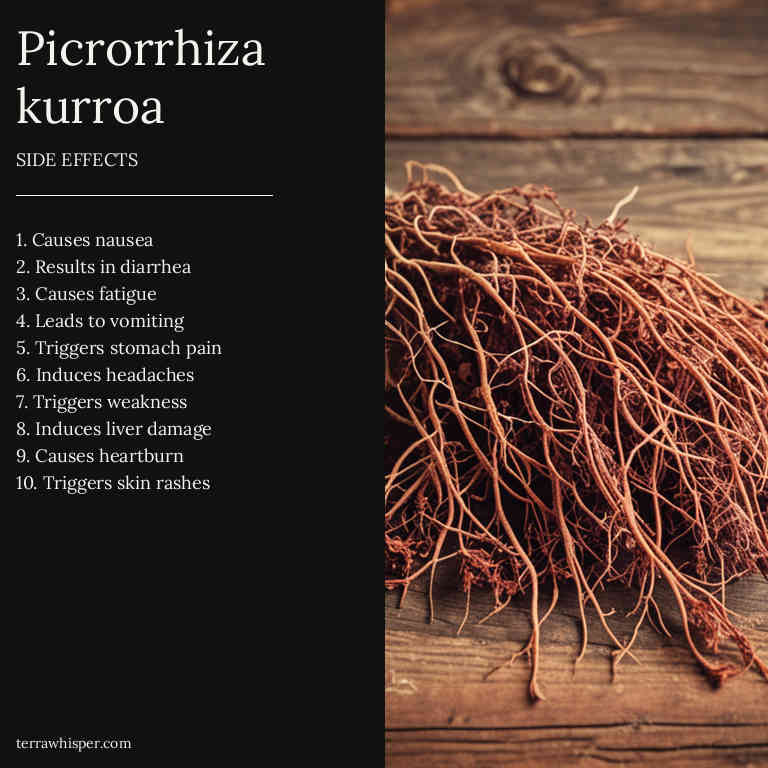 Picrorrhiza
kurroa
SIDE EFFECTS
1. Causes nausea
2. Results in diarrhea
3. Causes fatigue
4. Leads to vomiting
5. Triggers stomach pain
6. Induces headaches
7. Triggers weakness
8. Induces liver damage
9. Causes heartburn
10. Triggers skin rashes
terrawhisper.com